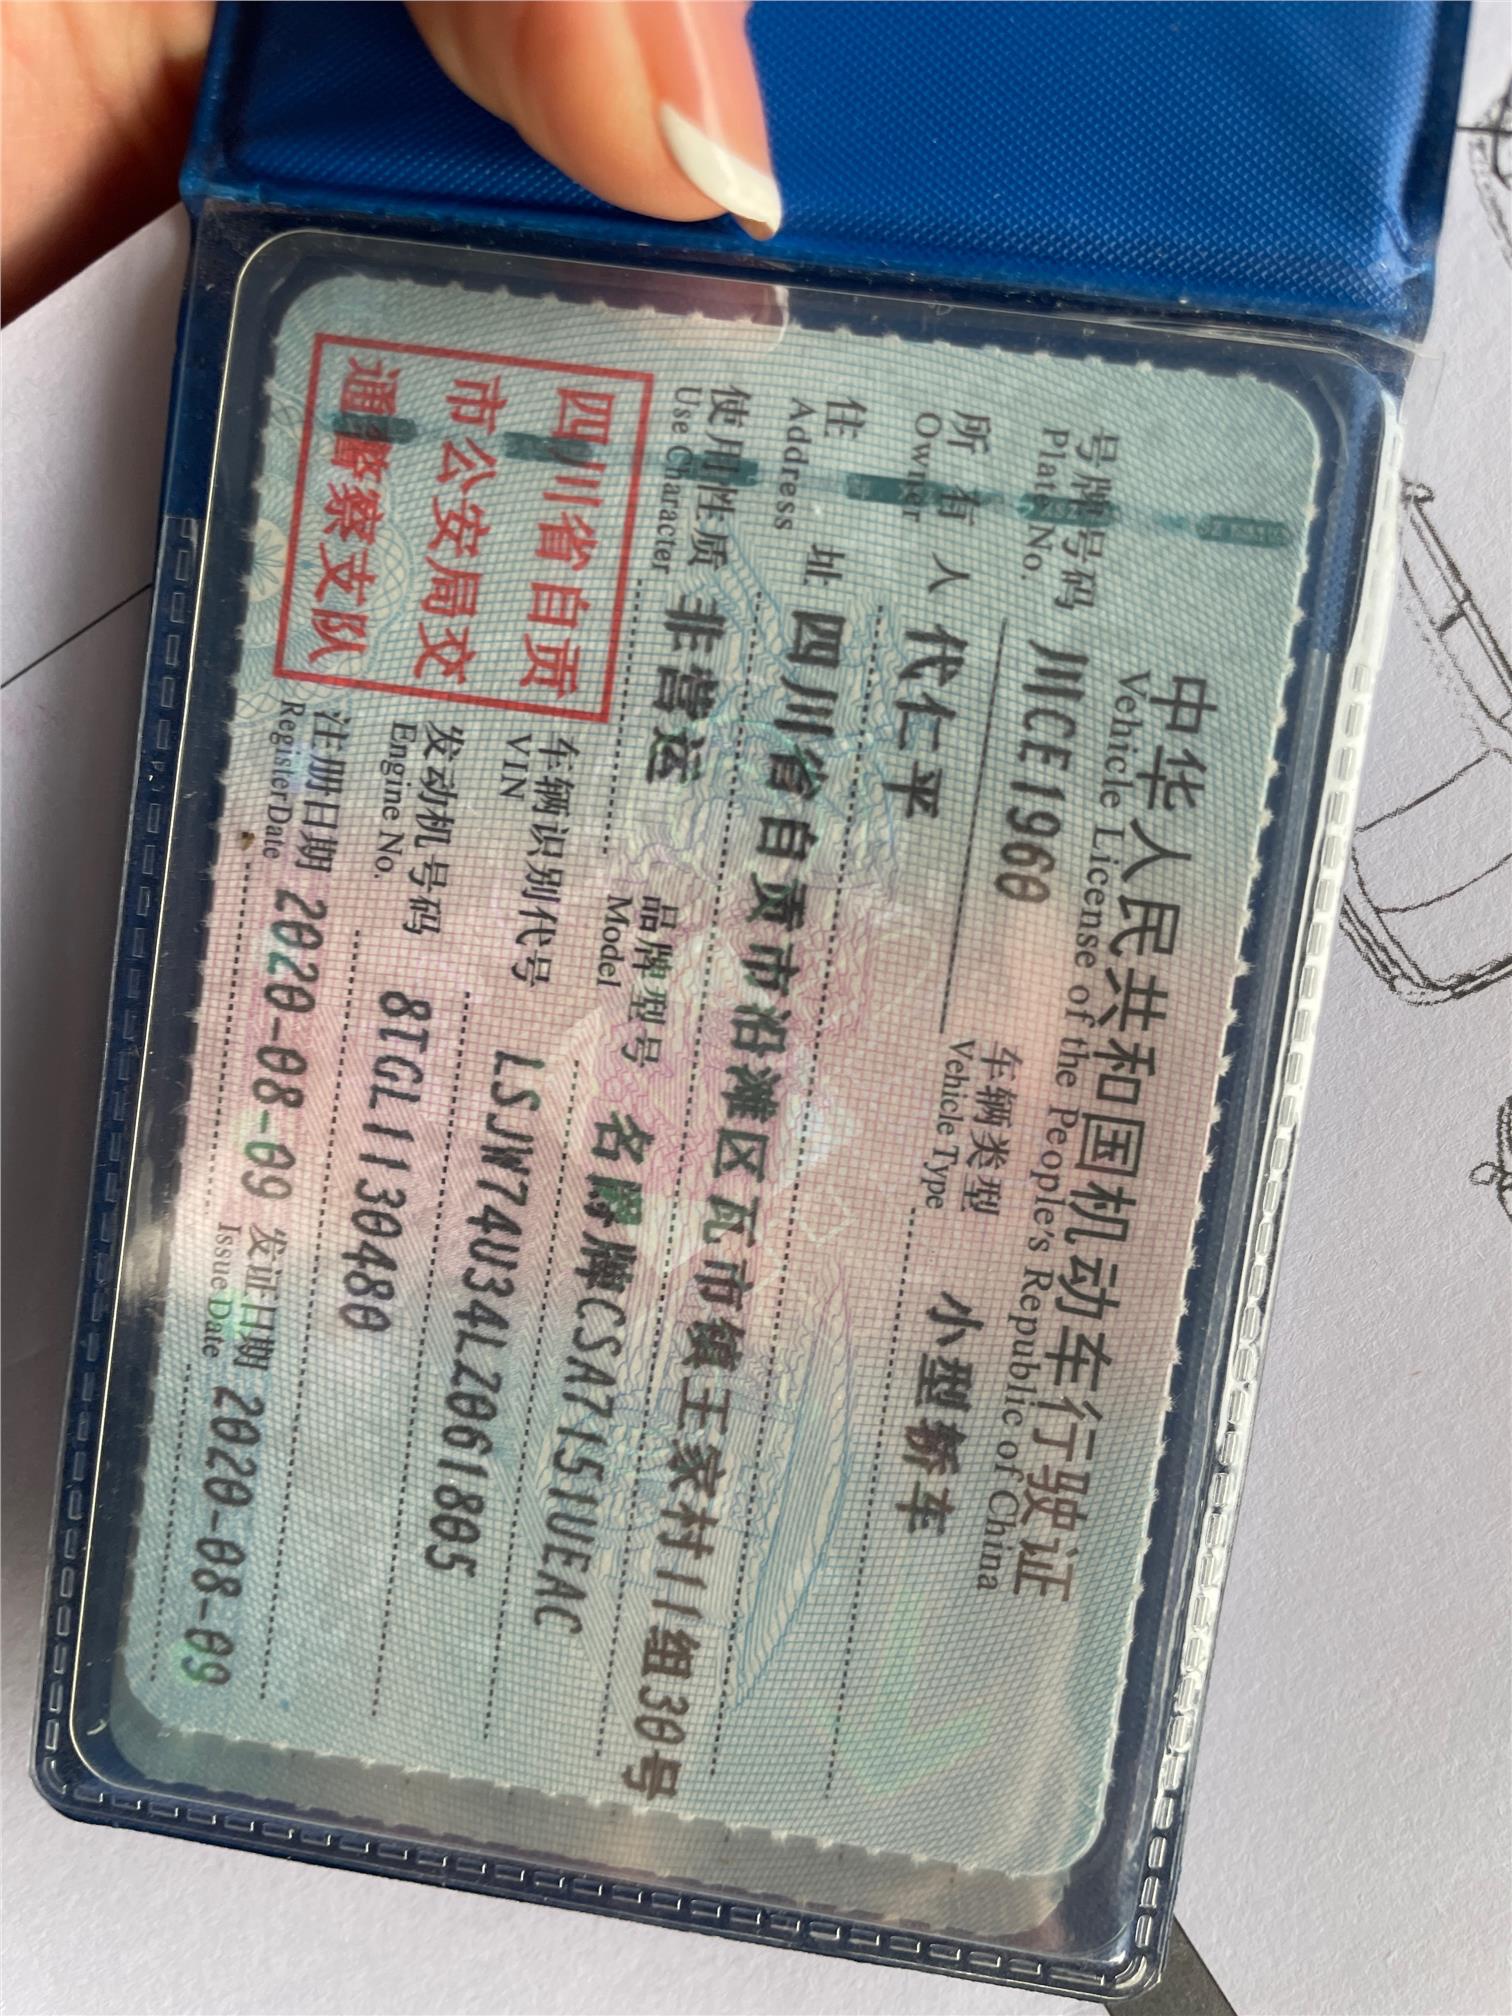 中华人民共和国机动车行驶证
Vehicle License of the People's Republic of China
号牌号码 川CE1960 车辆类型 小型轿车
Plate No. Vehicle Type
所有人 代仁平
Owner
住址 四川省自贡市沿滩区瓦市镇王家村11组30号
Address
使用性质 非营运 品牌型号 名爵牌CSA7151UEAC
Use Character Model
四川省自贡
市公安局交
通警察支队
车辆识别代号 LSJW74U34LZ061805
VIN
发动机号码 8TGL1130480
Engine No.
注册日期 2020-08-09 发证日期 2020-08-09
Register Date Issue Date